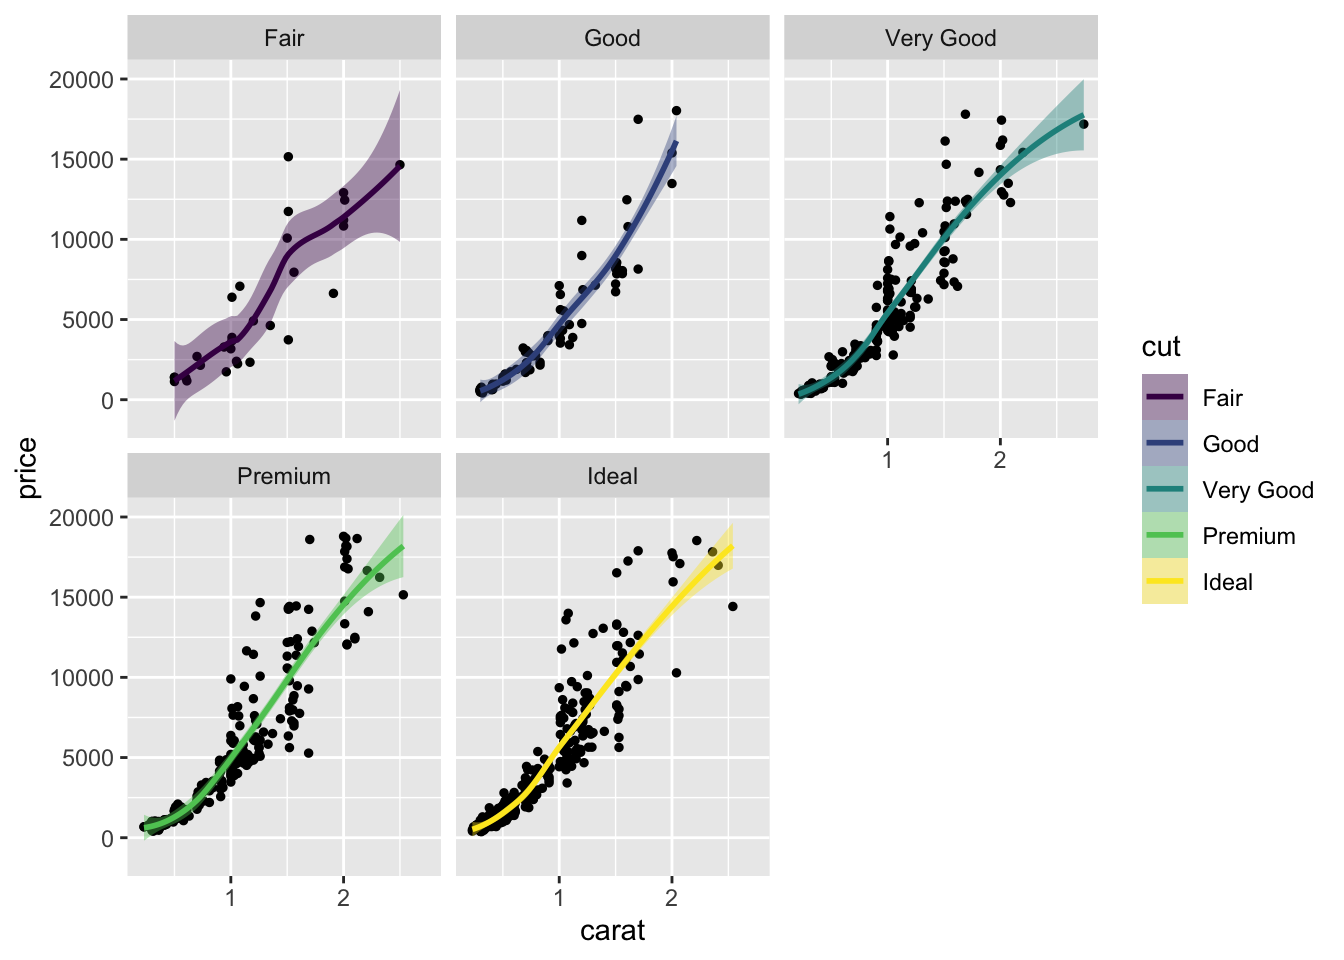 Fair
Good
Very Good
20000
15000
10000
5000
0
1
2
Premium
Ideal
20000
15000
10000
5000
0
1
2
1
2
carat
price
cut
Fair
Good
Very Good
Premium
Ideal